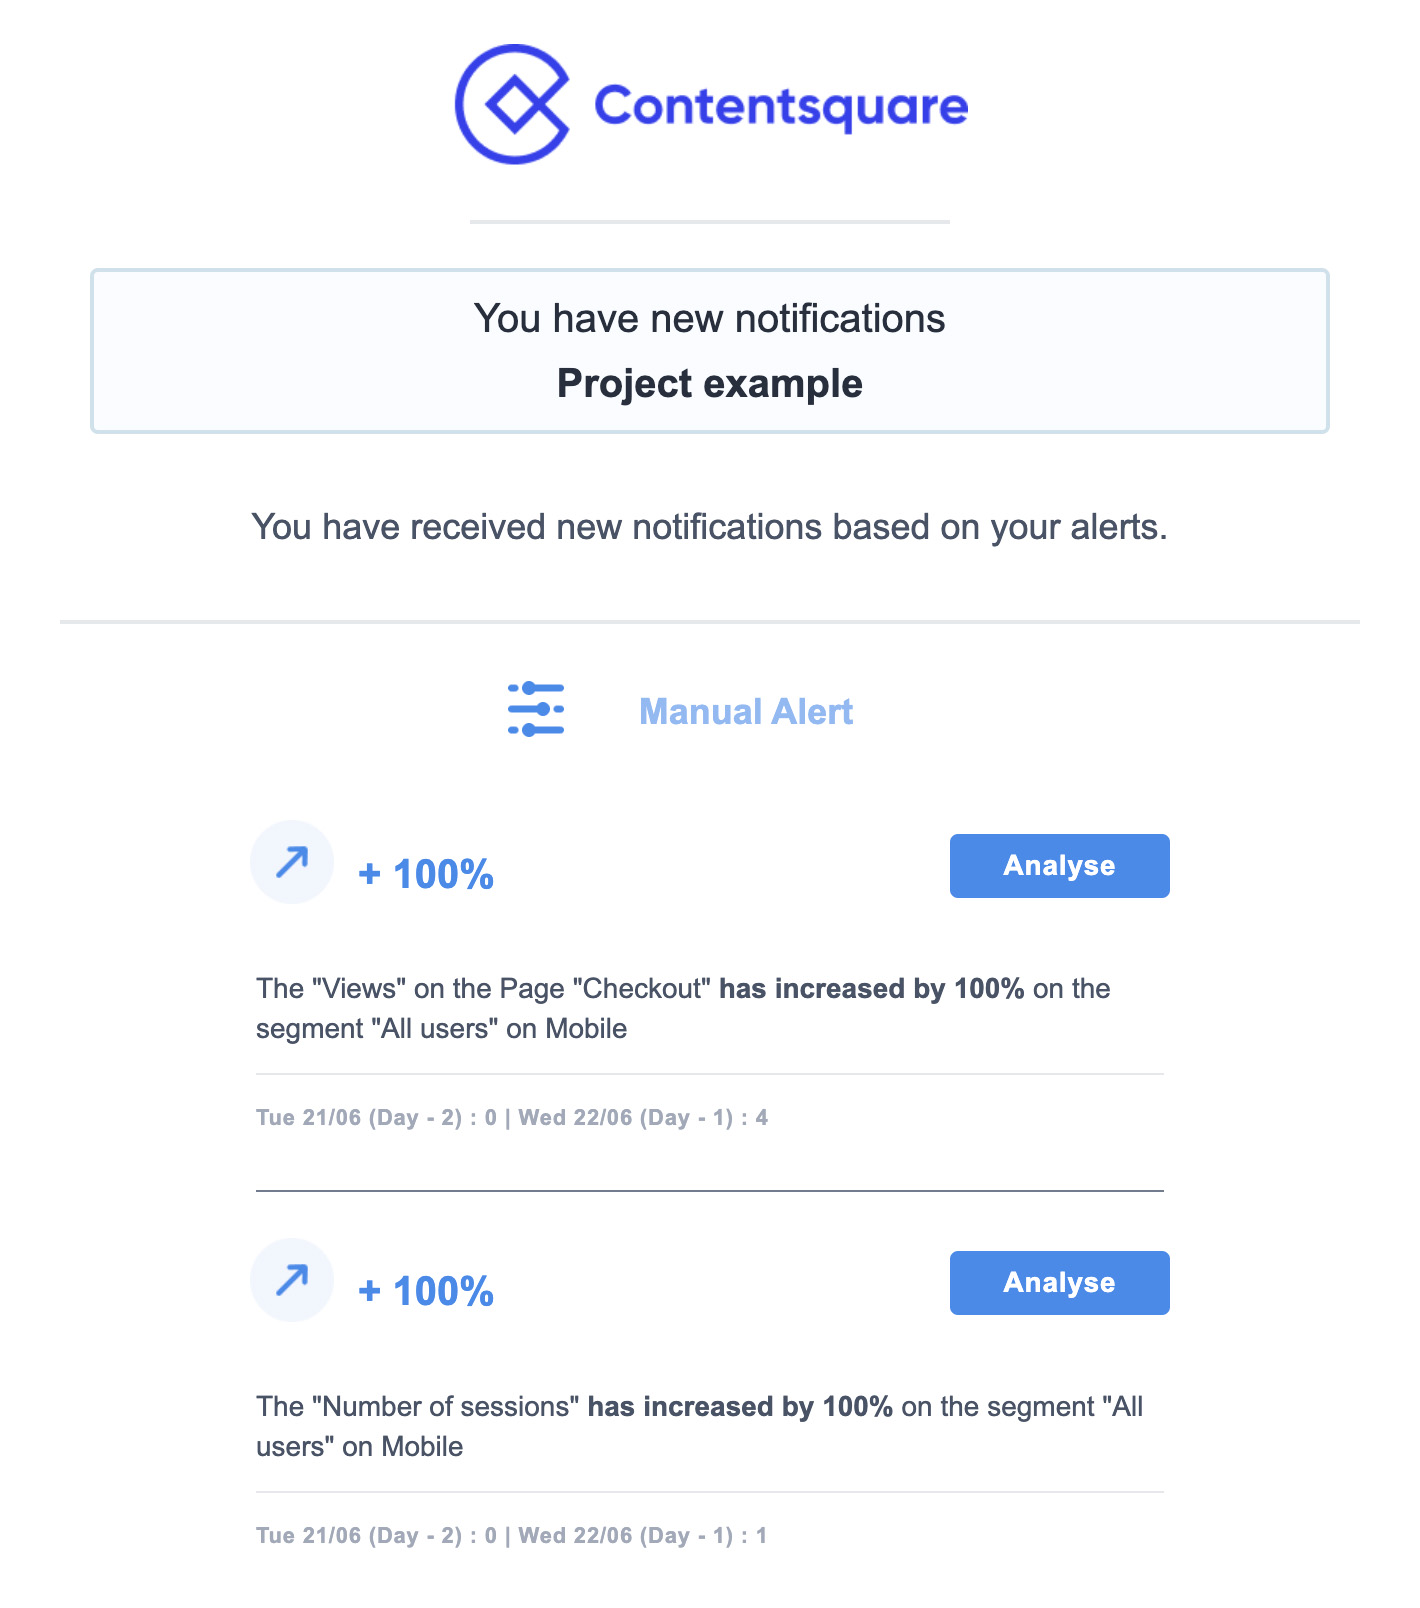 Contentsquare
You have new notifications
Project example
You have received new notifications based on your alerts.
Manual Alert
+ 100%
Analyse
The "Views" on the Page "Checkout" has increased by 100% on the
segment "All users" on Mobile
Tue 21/06 (Day - 2) : 0 | Wed 22/06 (Day - 1) : 4
+ 100%
Analyse
The "Number of sessions" has increased by 100% on the segment "All
users" on Mobile
Tue 21/06 (Day - 2) : 0 | Wed 22/06 (Day - 1) : 1